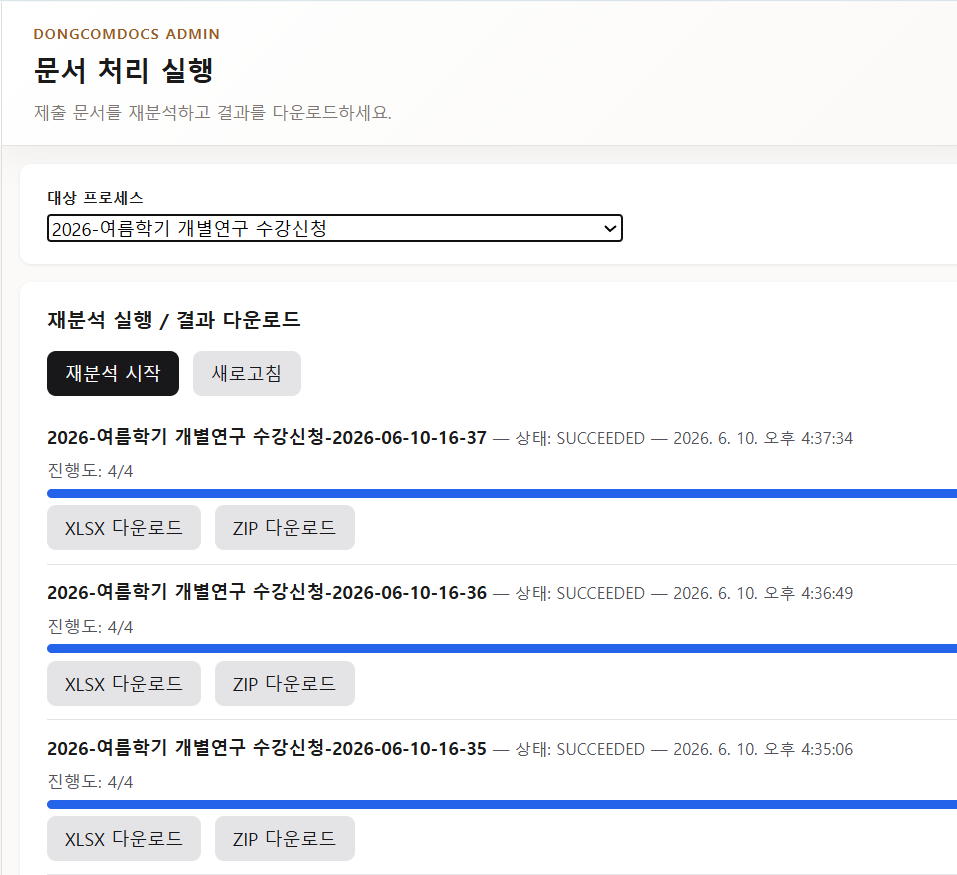 DONGCOMDOCS ADMIN
문서 처리 실행
제출 문서를 재분석하고 결과를 다운로드하세요.
대상 프로세스
2026-여름학기 개별연구 수강신청
재분석 실행 / 결과 다운로드
재분석 시작 새로고침
2026-여름학기 개별연구 수강신청-2026-06-10-16-37 — 상태: SUCCEEDED — 2026. 6. 10. 오후 4:37:34
진행도: 4/4
XLSX 다운로드 ZIP 다운로드
2026-여름학기 개별연구 수강신청-2026-06-10-16-36 — 상태: SUCCEEDED — 2026. 6. 10. 오후 4:36:49
진행도: 4/4
XLSX 다운로드 ZIP 다운로드
2026-여름학기 개별연구 수강신청-2026-06-10-16-35 — 상태: SUCCEEDED — 2026. 6. 10. 오후 4:35:06
진행도: 4/4
XLSX 다운로드 ZIP 다운로드